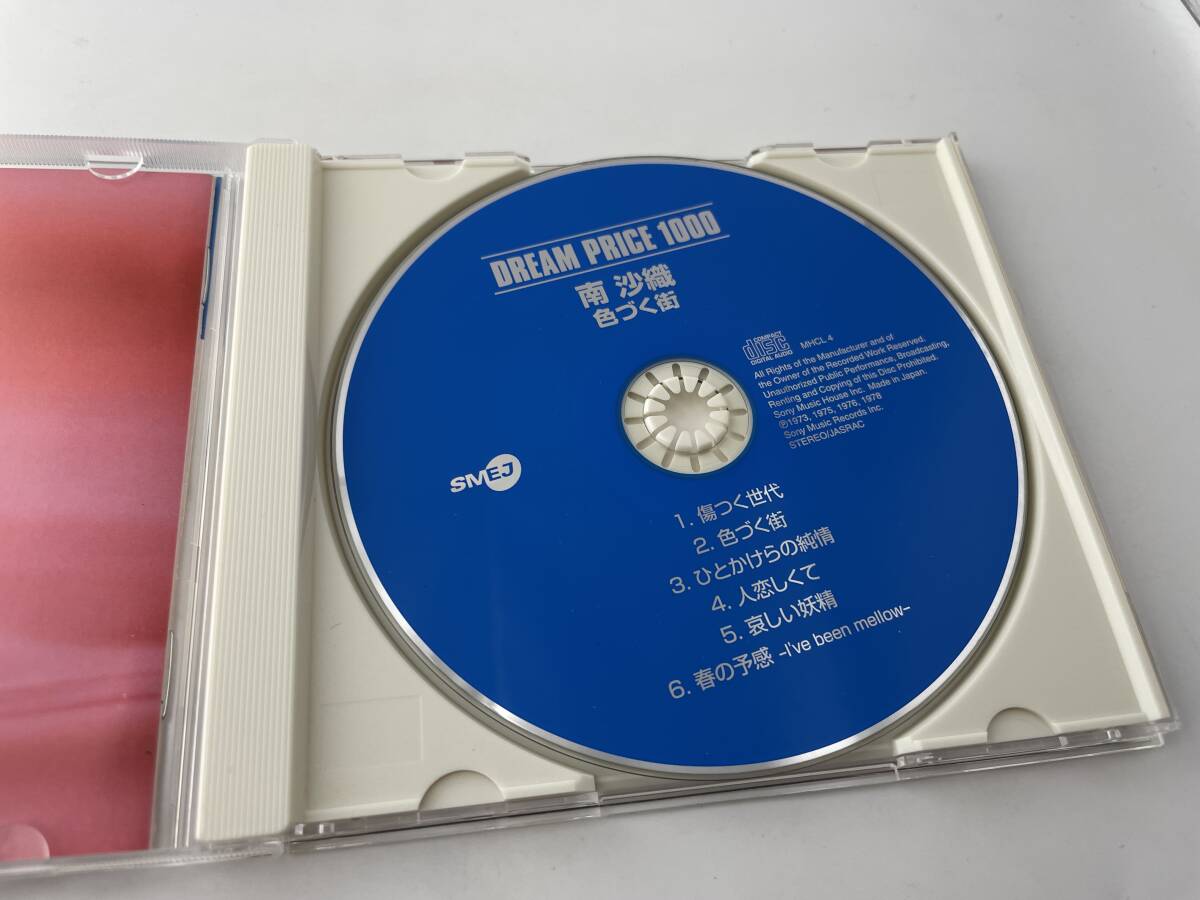 DREAM PRICE 1000
南 沙織
色づく街
COMPACT
disc
DIGITAL AUDIO
MHCL 4
All Rights of the Manufacturer and of
the Owner of the Recorded Work Reserved.
Unauthorized Public Performance, Broadcasting,
Renting and Copying of this Disc Prohibited.
Sony Music House Inc. Made in Japan.
℗1973, 1975, 1976, 1978
Sony Music Records Inc.
STEREO/JASRAC
SMEJ
1. 傷つく世代
2. 色づく街
3. ひとかけらの純情
4. 人恋しくて
5. 哀しい妖精
6. 春の予感 -I've been mellow-